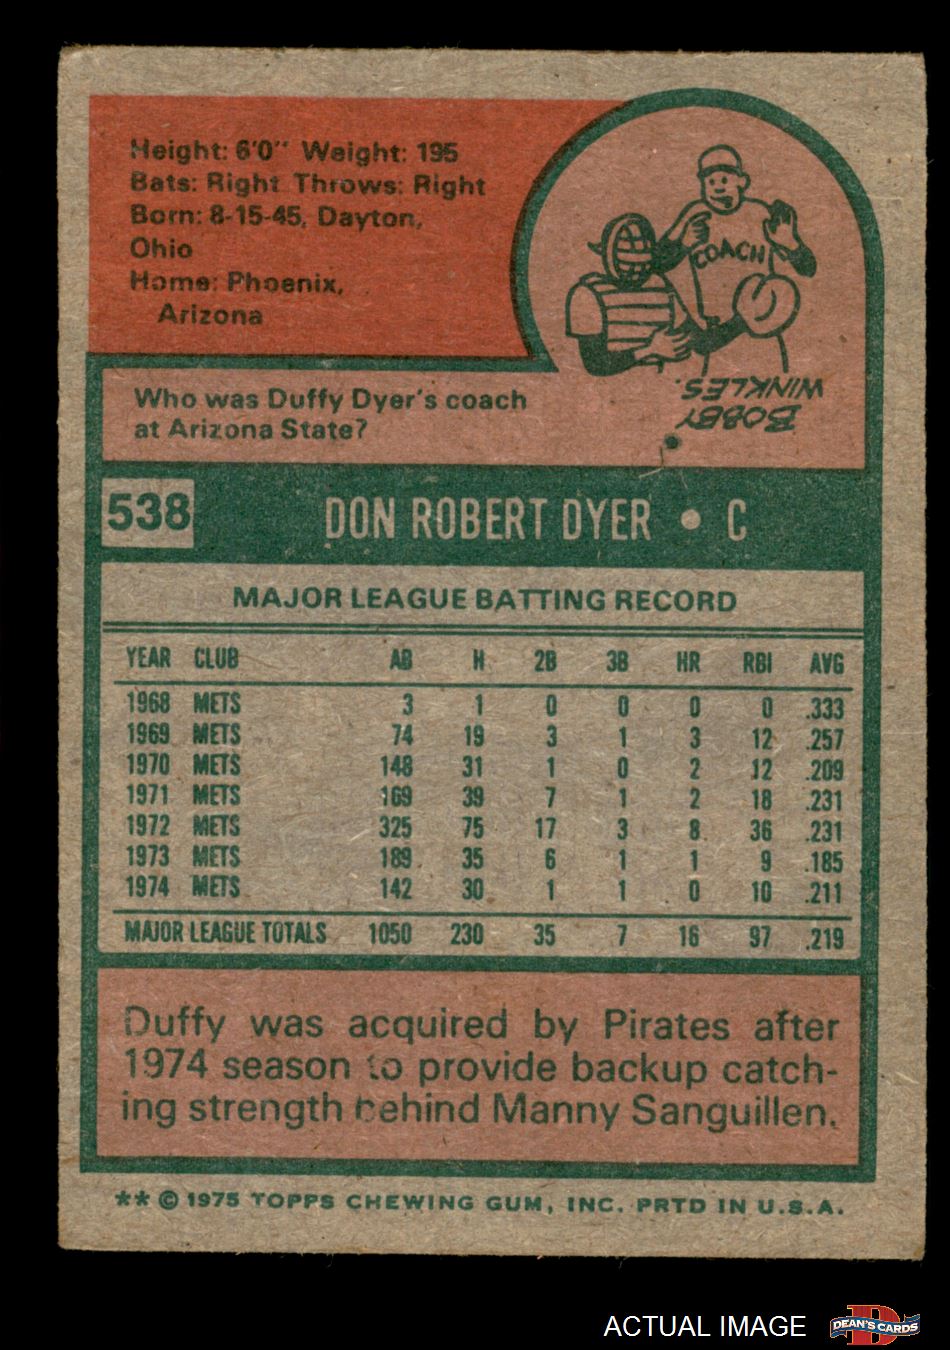 Height: 6'0" Weight: 195
Bats: Right Throws: Right
Born: 8-15-45, Dayton,
Ohio
Home: Phoenix,
Arizona
COACH
Who was Duffy Dyer's coach
at Arizona State?
BOBBY
WINKLES.
538 DON ROBERT DYER • C
MAJOR LEAGUE BATTING RECORD
YEAR CLUB AB H 2B 3B HR RBI AVG
1968 METS 3 1 0 0 0 0 .333
1969 METS 74 19 3 1 3 12 .257
1970 METS 148 31 1 0 2 12 .209
1971 METS 169 39 7 1 2 18 .231
1972 METS 325 75 17 3 8 36 .231
1973 METS 189 35 6 1 1 9 .185
1974 METS 142 30 1 1 0 10 .211
MAJOR LEAGUE TOTALS 1050 230 35 7 16 97 .219
Duffy was acquired by Pirates after
1974 season to provide backup catch-
ing strength behind Manny Sanguillen.
** © 1975 TOPPS CHEWING GUM, INC. PRTD IN U.S.A.
ACTUAL IMAGE
D
DEAN'S CARDS